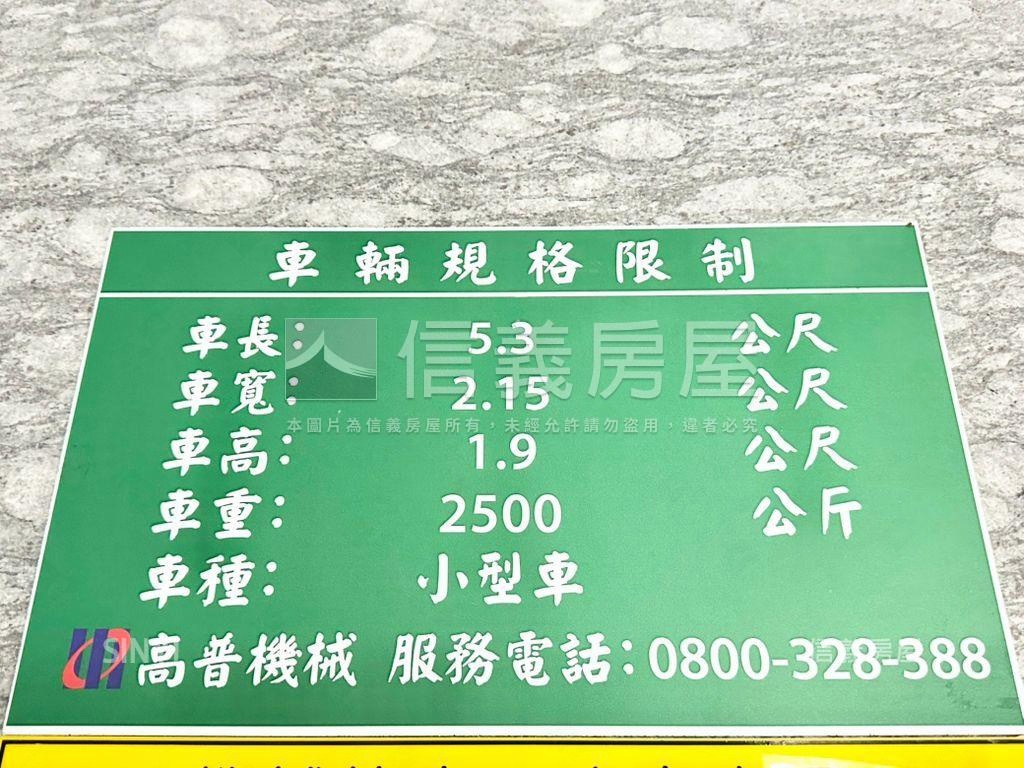 車輛規格限制
車長: 5.3 公尺
車寬: 2.15 公尺
車高: 1.9 公尺
車重: 2500 公斤
車種: 小型車
高普機械 服務電話:0800-328-388
信義房屋
本圖片為信義房屋所有，未經允許請勿盜用，違者必究